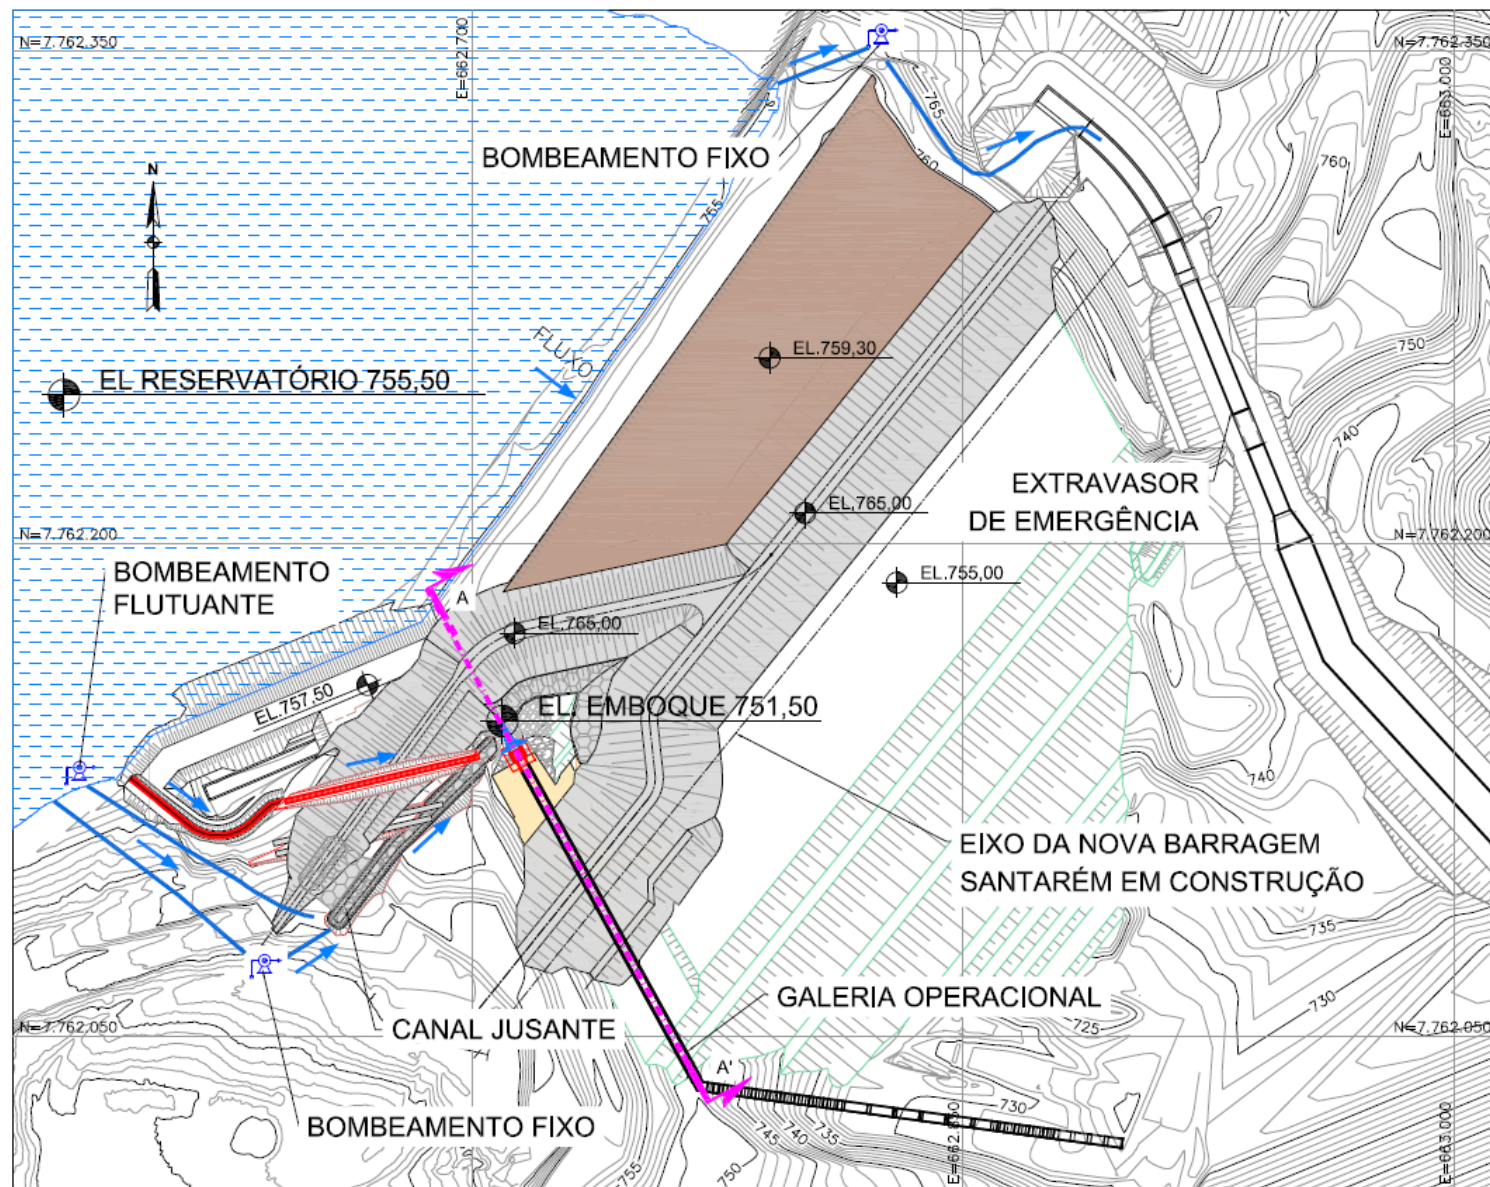 N=7.762.350
E=662.700
N=7.762.350
E=663.000
765
760
BOMBEAMENTO FIXO
760
N
755
FLUXO
EL.759,30
750
EL RESERVATÓRIO 755,50
740
EXTRAVASOR
DE EMERGÊNCIA
EL.765,00
N=7.762.200
N=7.762.200
BOMBEAMENTO
FLUTUANTE
EL.755,00
A
EL.765,00
EL.757,50
EL. EMBOQUE 751,50
740
740
EIXO DA NOVA BARRAGEM
SANTARÉM EM CONSTRUÇÃO
735
GALERIA OPERACIONAL
730
CANAL JUSANTE
725
N=7.762.050
N=7.762.050
A'
730
BOMBEAMENTO FIXO
745
740
735
755
750
E=662.850
E=663.000